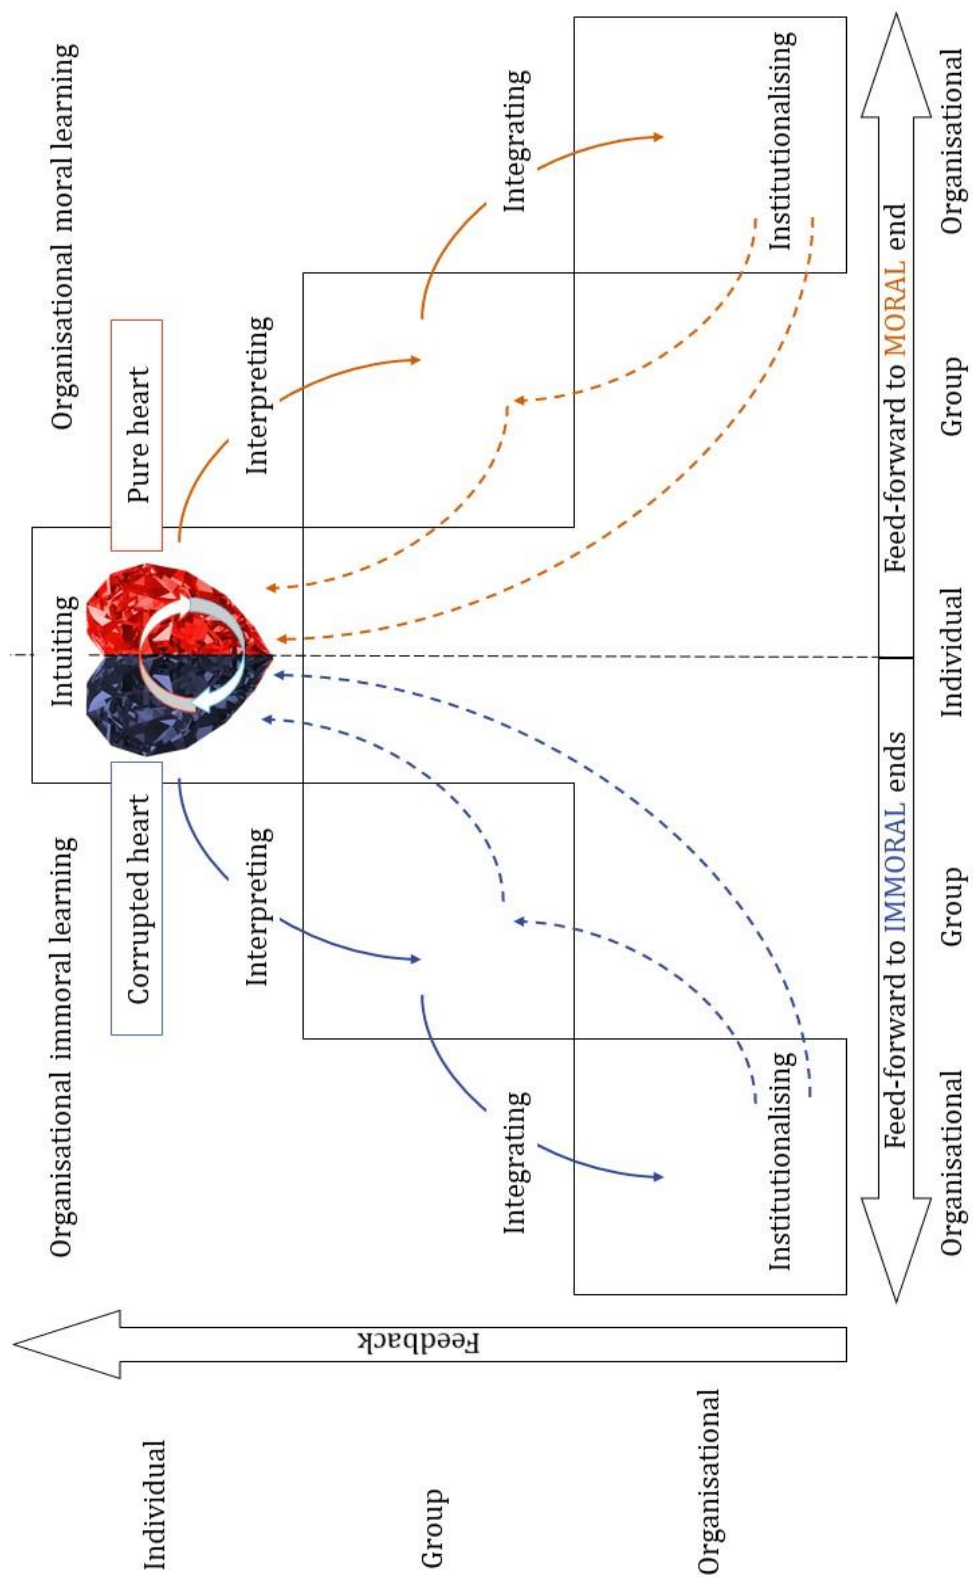 Organisational immoral learning
Organisational moral learning
Intuiting
Corrupted heart
Pure heart
Individual
Interpreting
Interpreting
Feedback
Group
Integrating
Integrating
Organisational
Institutionalising
Institutionalising
Feed-forward to IMMORAL ends
Feed-forward to MORAL end
Organisational
Group
Individual
Group
Organisational